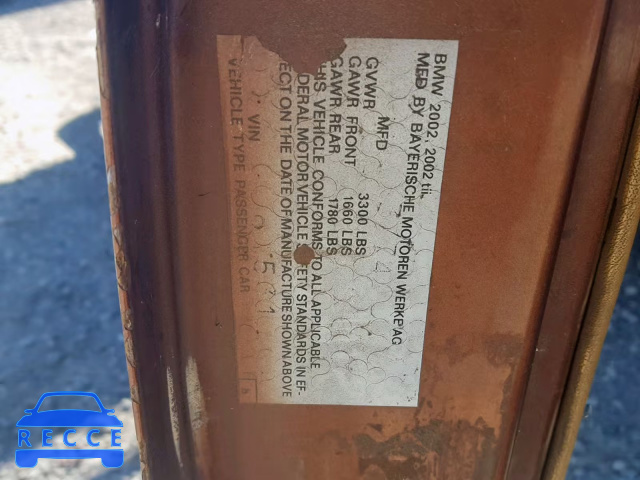 BMW 2002, 2002 tii,
MFD BY BAYERISCHE MOTOREN WERKE AG
MFD
GVWR 3300 LBS
GAWR FRONT 1660 LBS
GAWR REAR 1780 LBS
THIS VEHICLE CONFORMS TO ALL APPLICABLE
DERAL MOTOR VEHICLE SAFETY STANDARDS IN EF-
ECT ON THE DATE OF MANUFACTURE SHOWN ABOVE
VIN
VEHICLE TYPE PASSENGER CAR
RECCE